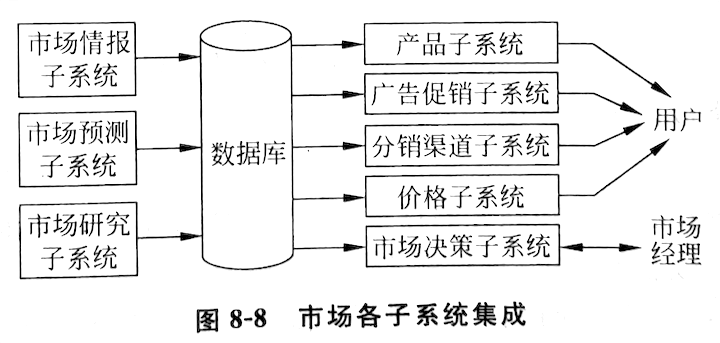 市场情报
子系统
市场预测
子系统
市场研究
子系统
数据库
产品子系统
广告促销子系统
分销渠道子系统
价格子系统
市场决策子系统
用户
市场
经理
图 8-8 市场各子系统集成